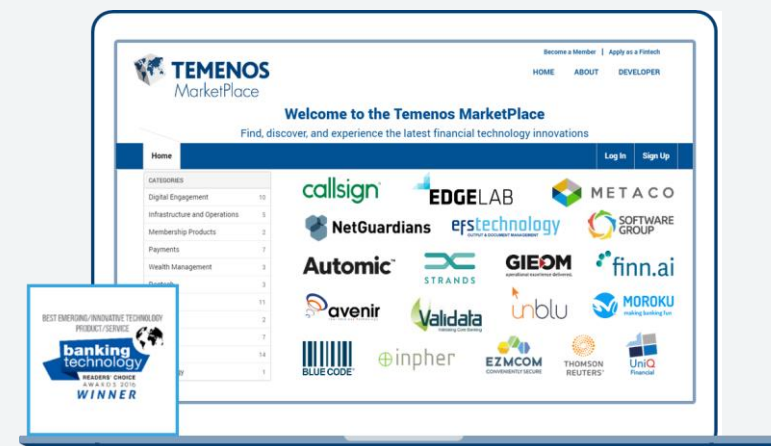 Become a Member | Apply as a Fintech
TEMENOS
MarketPlace
HOME ABOUT DEVELOPER
Welcome to the Temenos MarketPlace
Find, discover, and experience the latest financial technology innovations
Home Log In Sign Up
CATEGORIES
Digital Engagement 10
Infrastructure and Operations 5
Membership Products 2
Payments 7
Wealth Management 3
3
11
2
7
14
1
callsign EDGELAB METACO
NetGuardians efstechnology SOFTWARE GROUP
OUTPUT & DOCUMENT MANAGEMENT
Automic STRANDS GIEOM finn.ai
operational excellence delivered.
avenir Validata unblu MOROKU
Validating Core Banking making banking fun
BLUE CODE inpher EZMCOM THOMSON REUTERS UniQ
CONVENIENTLY SECURE Financial
BEST EMERGING/INNOVATIVE TECHNOLOGY
PRODUCT/SERVICE
banking
technology
READERS' CHOICE
AWARDS 2016
WINNER